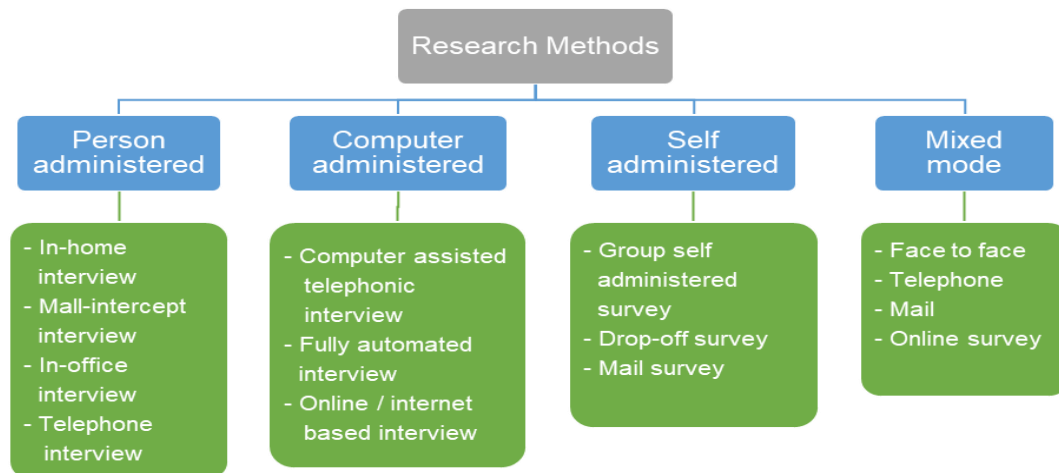 Research Methods
Person
administered
Computer
administered
Self
administered
Mixed
mode
- In-home
interview
- Mall-intercept
interview
- In-office
interview
- Telephone
interview
- Computer assisted
telephonic
interview
- Fully automated
interview
- Online / internet
based interview
- Group self
administered
survey
- Drop-off survey
- Mail survey
- Face to face
- Telephone
- Mail
- Online survey